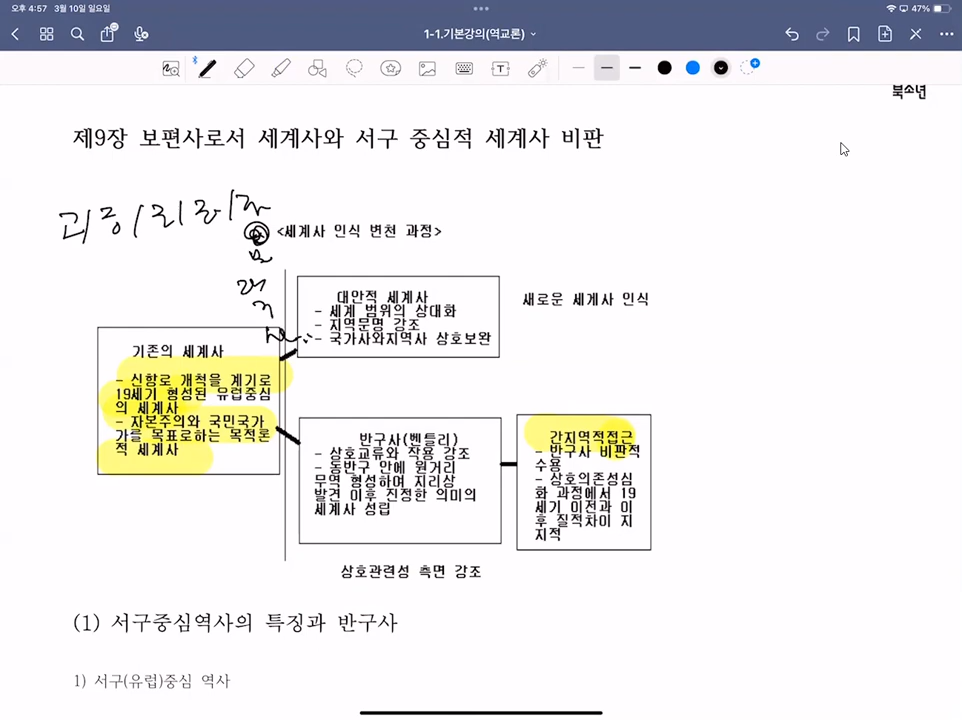 오후 4:57 3월 10일 일요일
47%
1-1.기본강의(역교론)
북소년
제9장 보편사로서 세계사와 서구 중심적 세계사 비판
<세계사 인식 변천 과정>
대안적 세계사
- 세계 범위의 상대화
- 지역문명 강조
- 국가사와지역사 상호보완
새로운 세계사 인식
기존의 세계사
- 신항로 개척을 계기로
19세기 형성된 유럽중심
의 세계사
- 자본주의와 국민국가
가를 목표로하는 목적론
적 세계사
반구사(벤틀리)
- 상호교류와 작용 강조
- 동반구 안에 원거리
무역 형성하며 지리상
발견 이후 진정한 의미의
세계사 성립
간지역적접근
- 반구사 비판적
수용
- 상호의존성심
화 과정에서 19
세기 이전과 이
후 질적차이 지
지적
상호관련성 측면 강조
(1) 서구중심역사의 특징과 반구사
1) 서구(유럽)중심 역사